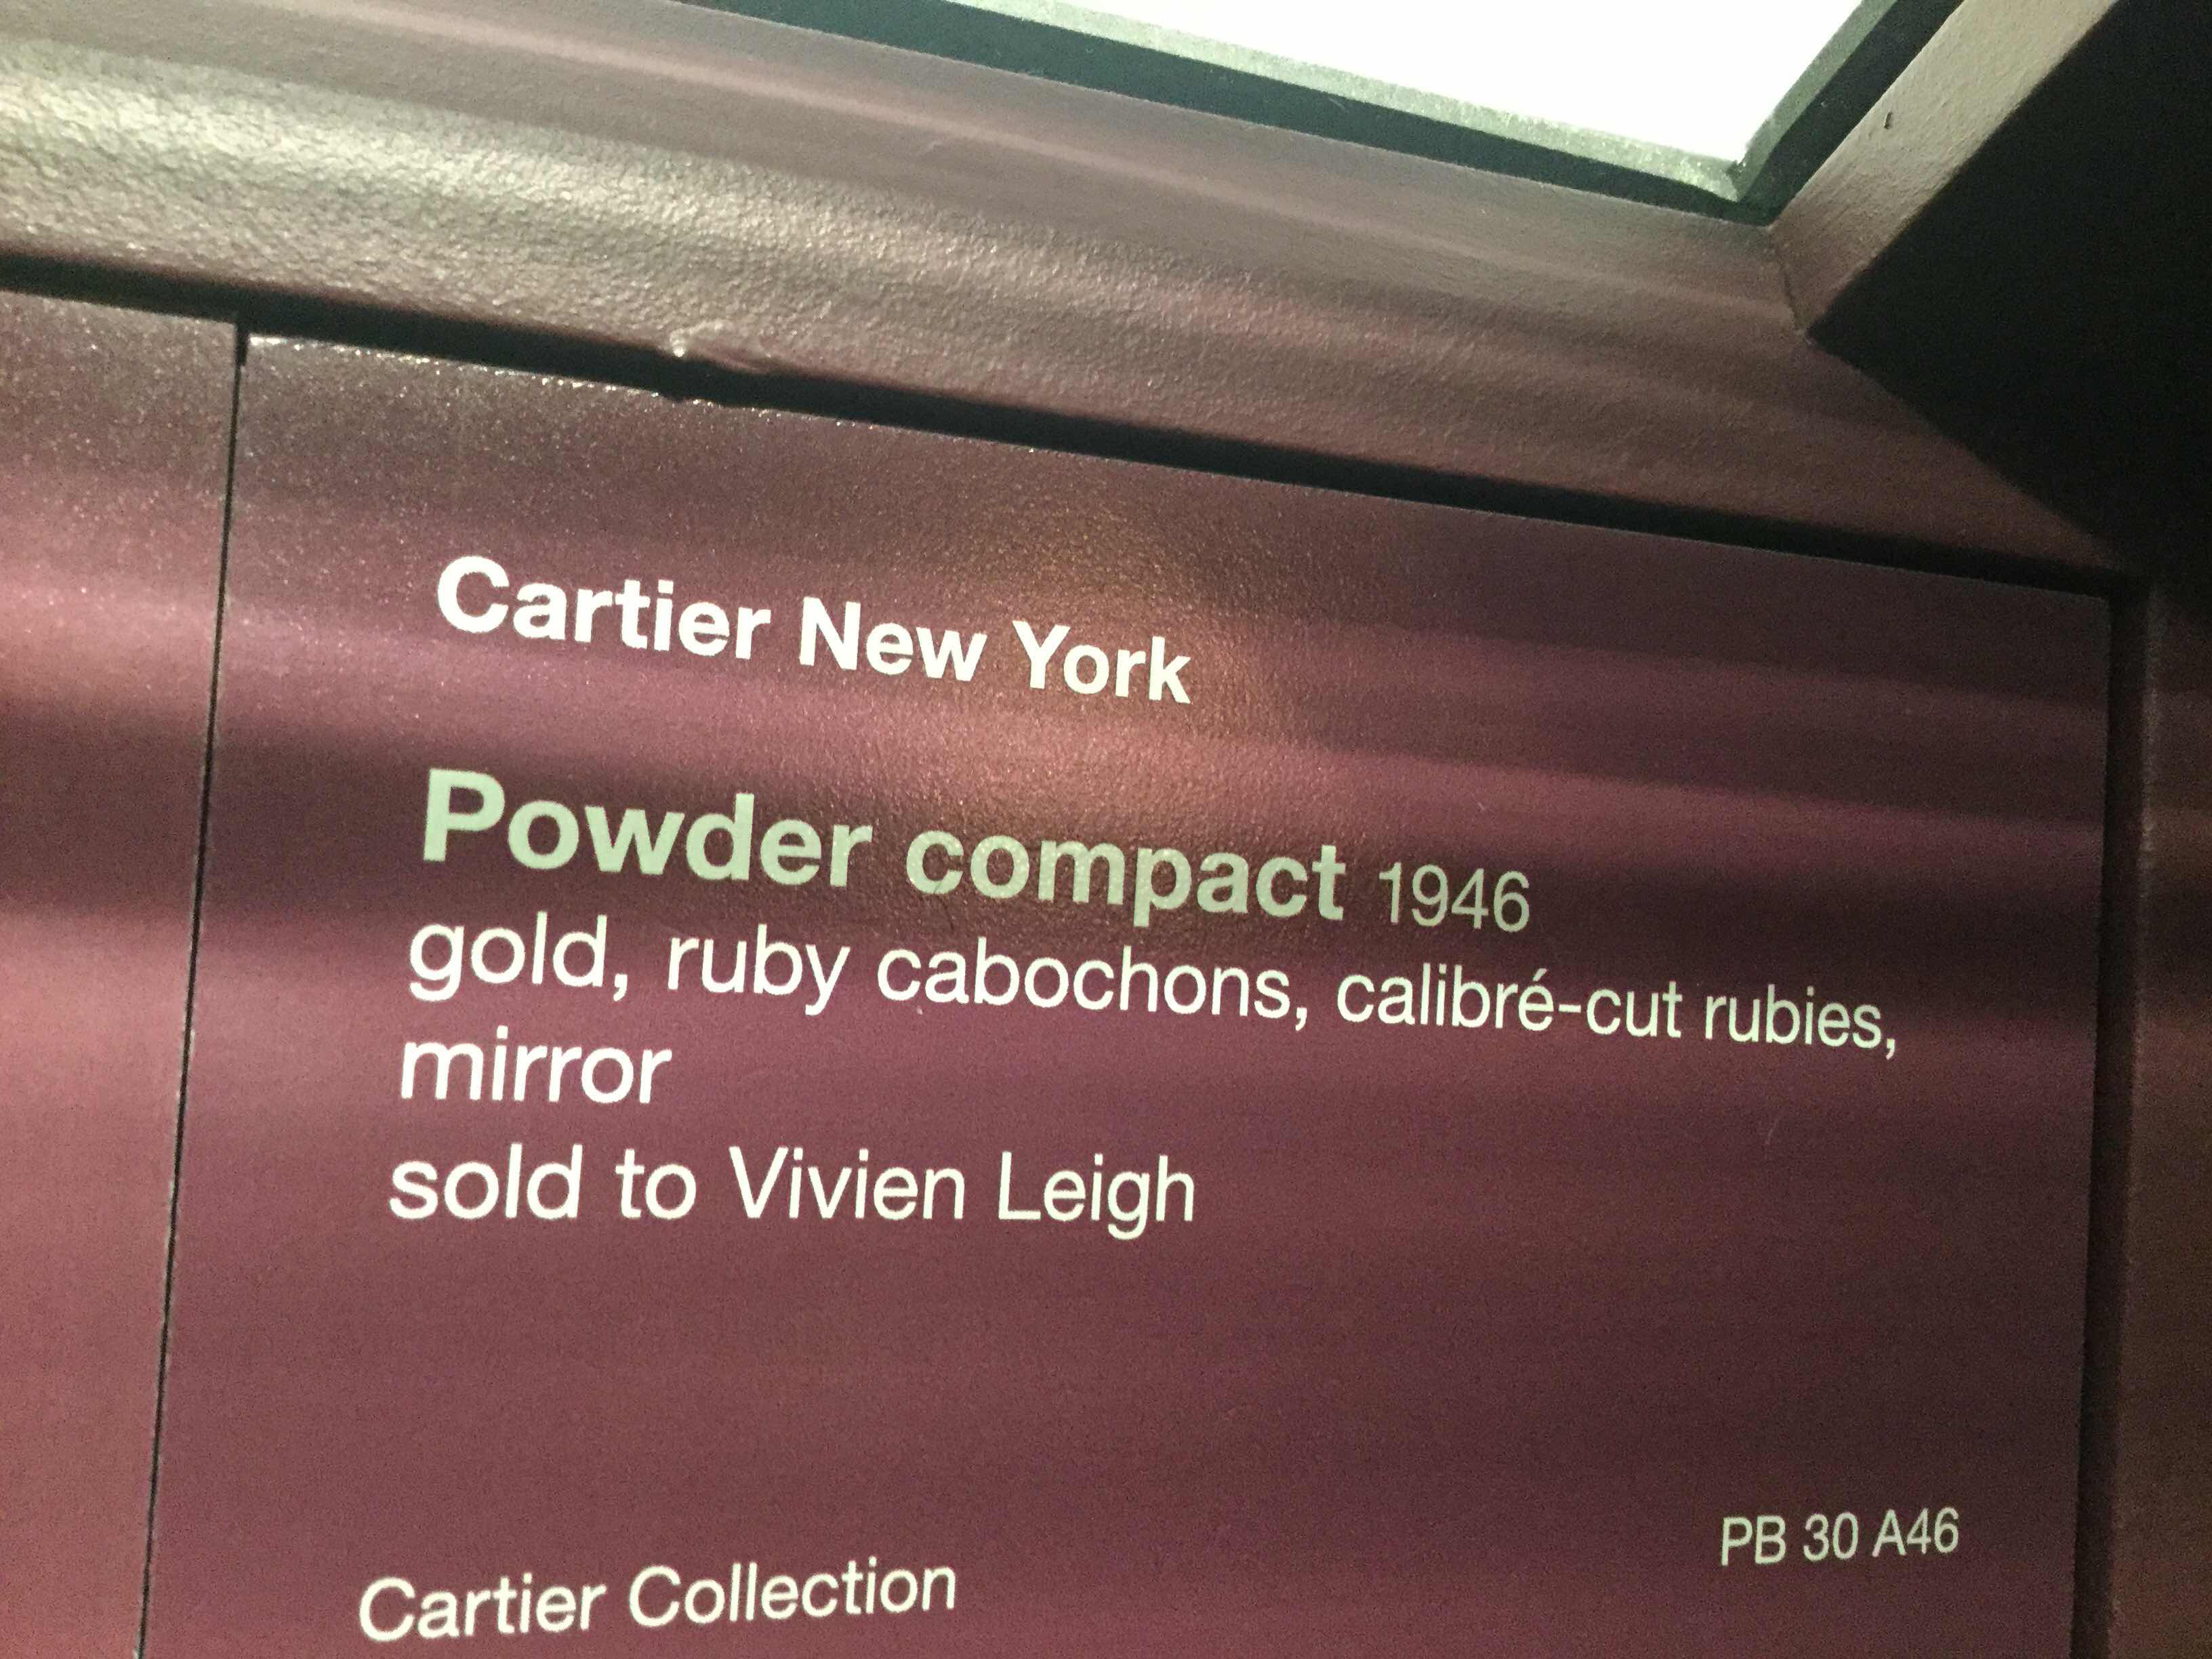 Cartier New York
Powder compact 1946
gold, ruby cabochons, calibré-cut rubies,
mirror
sold to Vivien Leigh
PB 30 A46
Cartier Collection